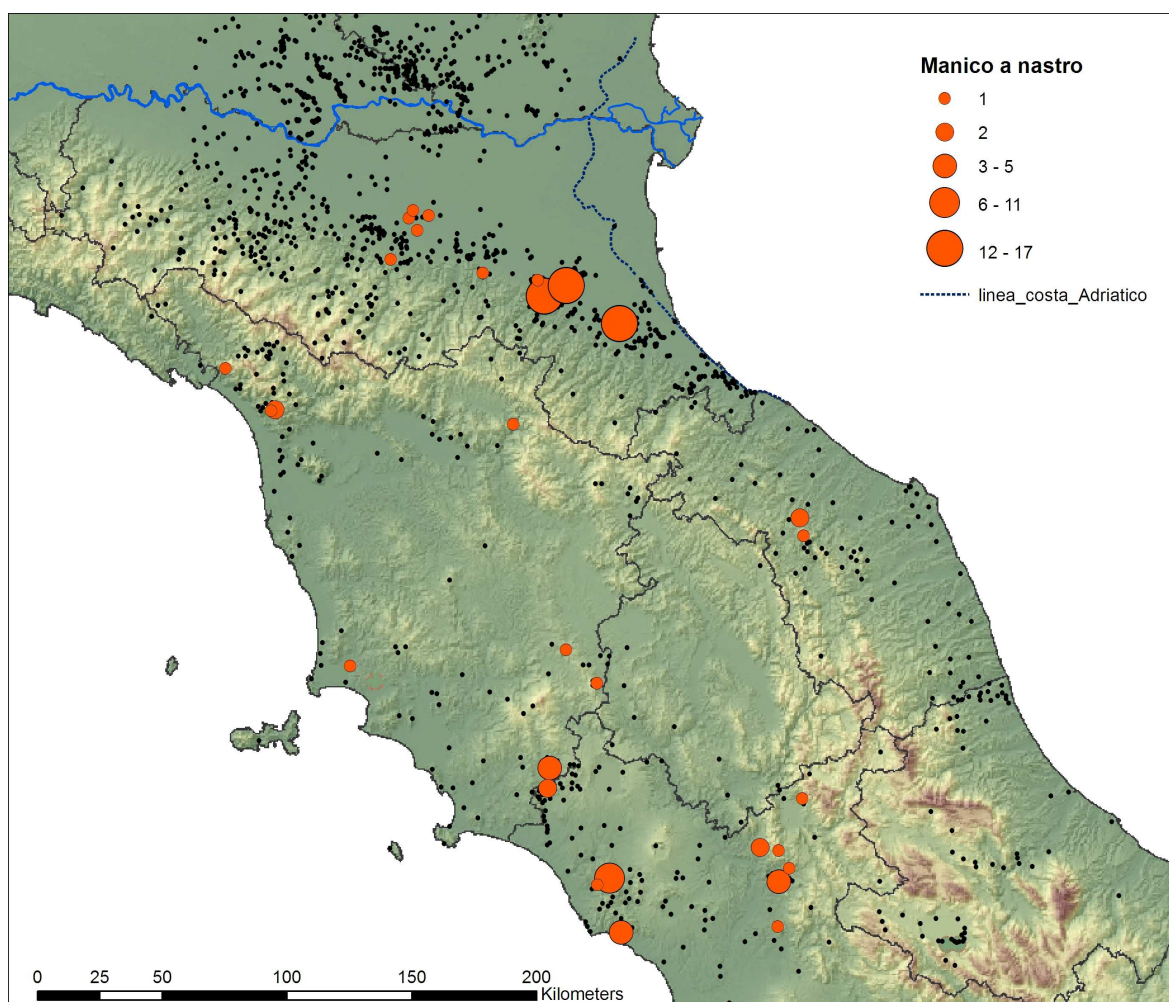 Manico a nastro
1
2
3 - 5
6 - 11
12 - 17
linea_costa_Adriatico
0 25 50 100 150 200
Kilometers